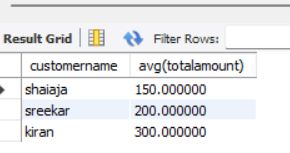 Result Grid Filter Rows:
customername avg(totalamount)
shaiaja 150.000000
sreekar 200.000000
kiran 300.000000